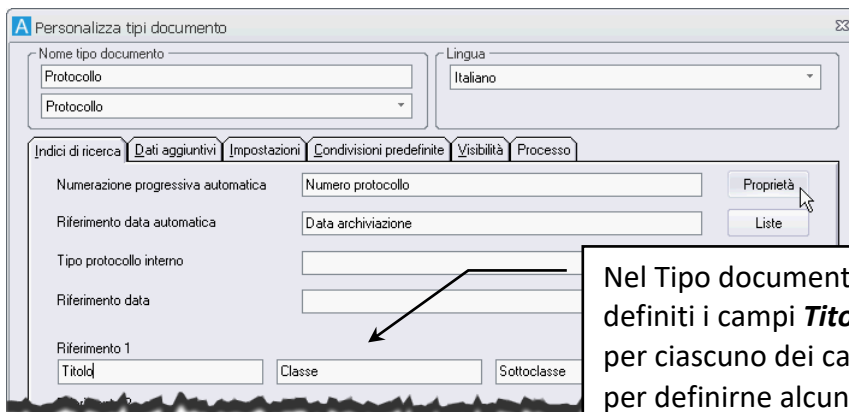 Personalizza tipi documento
Nome tipo documento
Lingua
Protocollo
Italiano
Protocollo
Indici di ricerca Dati aggiuntivi Impostazioni Condivisioni predefinite Visibilità Processo
Numerazione progressiva automatica Numero protocollo Proprietà
Riferimento data automatica Data archiviazione Liste
Tipo protocollo interno
Riferimento data
Riferimento 1
Titolo Classe Sottoclasse
Nel Tipo document
definiti i campi Tito
per ciascuno dei ca
per definirne alcun